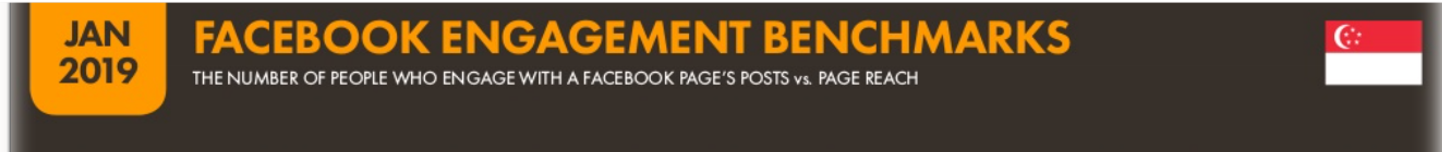 JAN
2019
FACEBOOK ENGAGEMENT BENCHMARKS
THE NUMBER OF PEOPLE WHO ENGAGE WITH A FACEBOOK PAGE'S POSTS vs. PAGE REACH